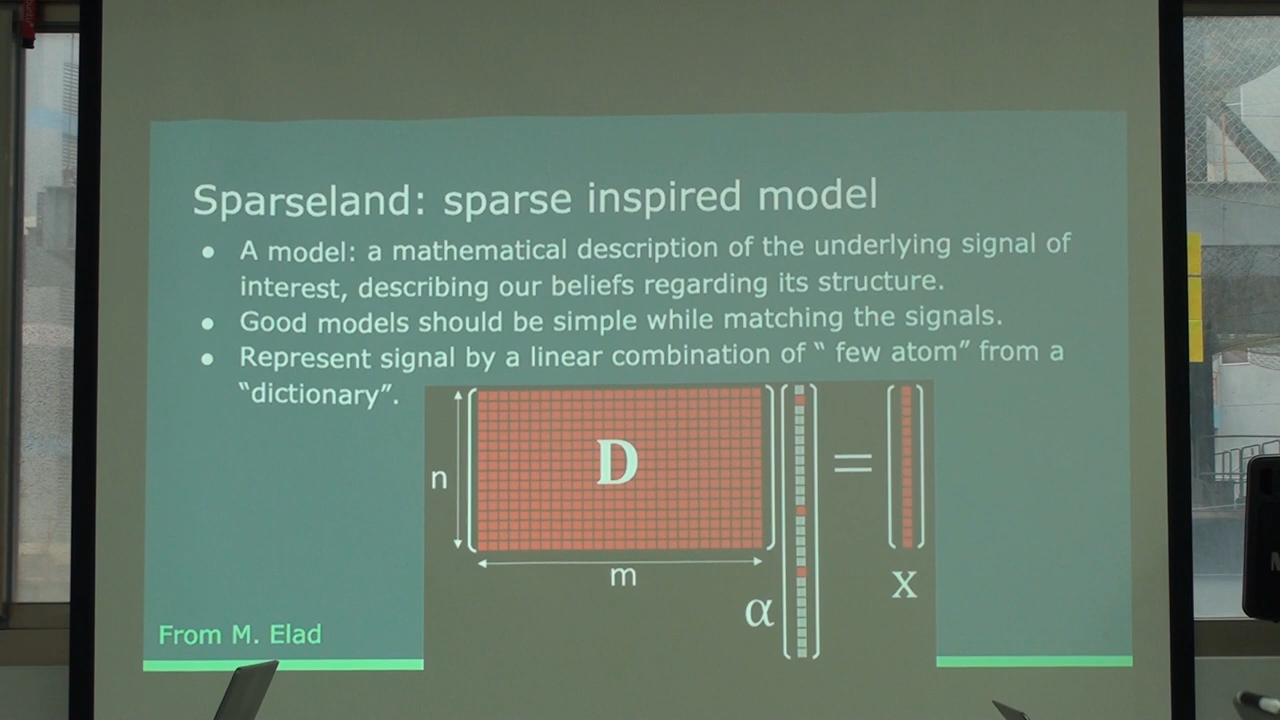 Sparseland: sparse inspired model
● A model: a mathematical description of the underlying signal of
interest, describing our beliefs regarding its structure.
● Good models should be simple while matching the signals.
● Represent signal by a linear combination of “ few atom” from a
“dictionary”.
n
D
=
m
α
x
From M. Elad